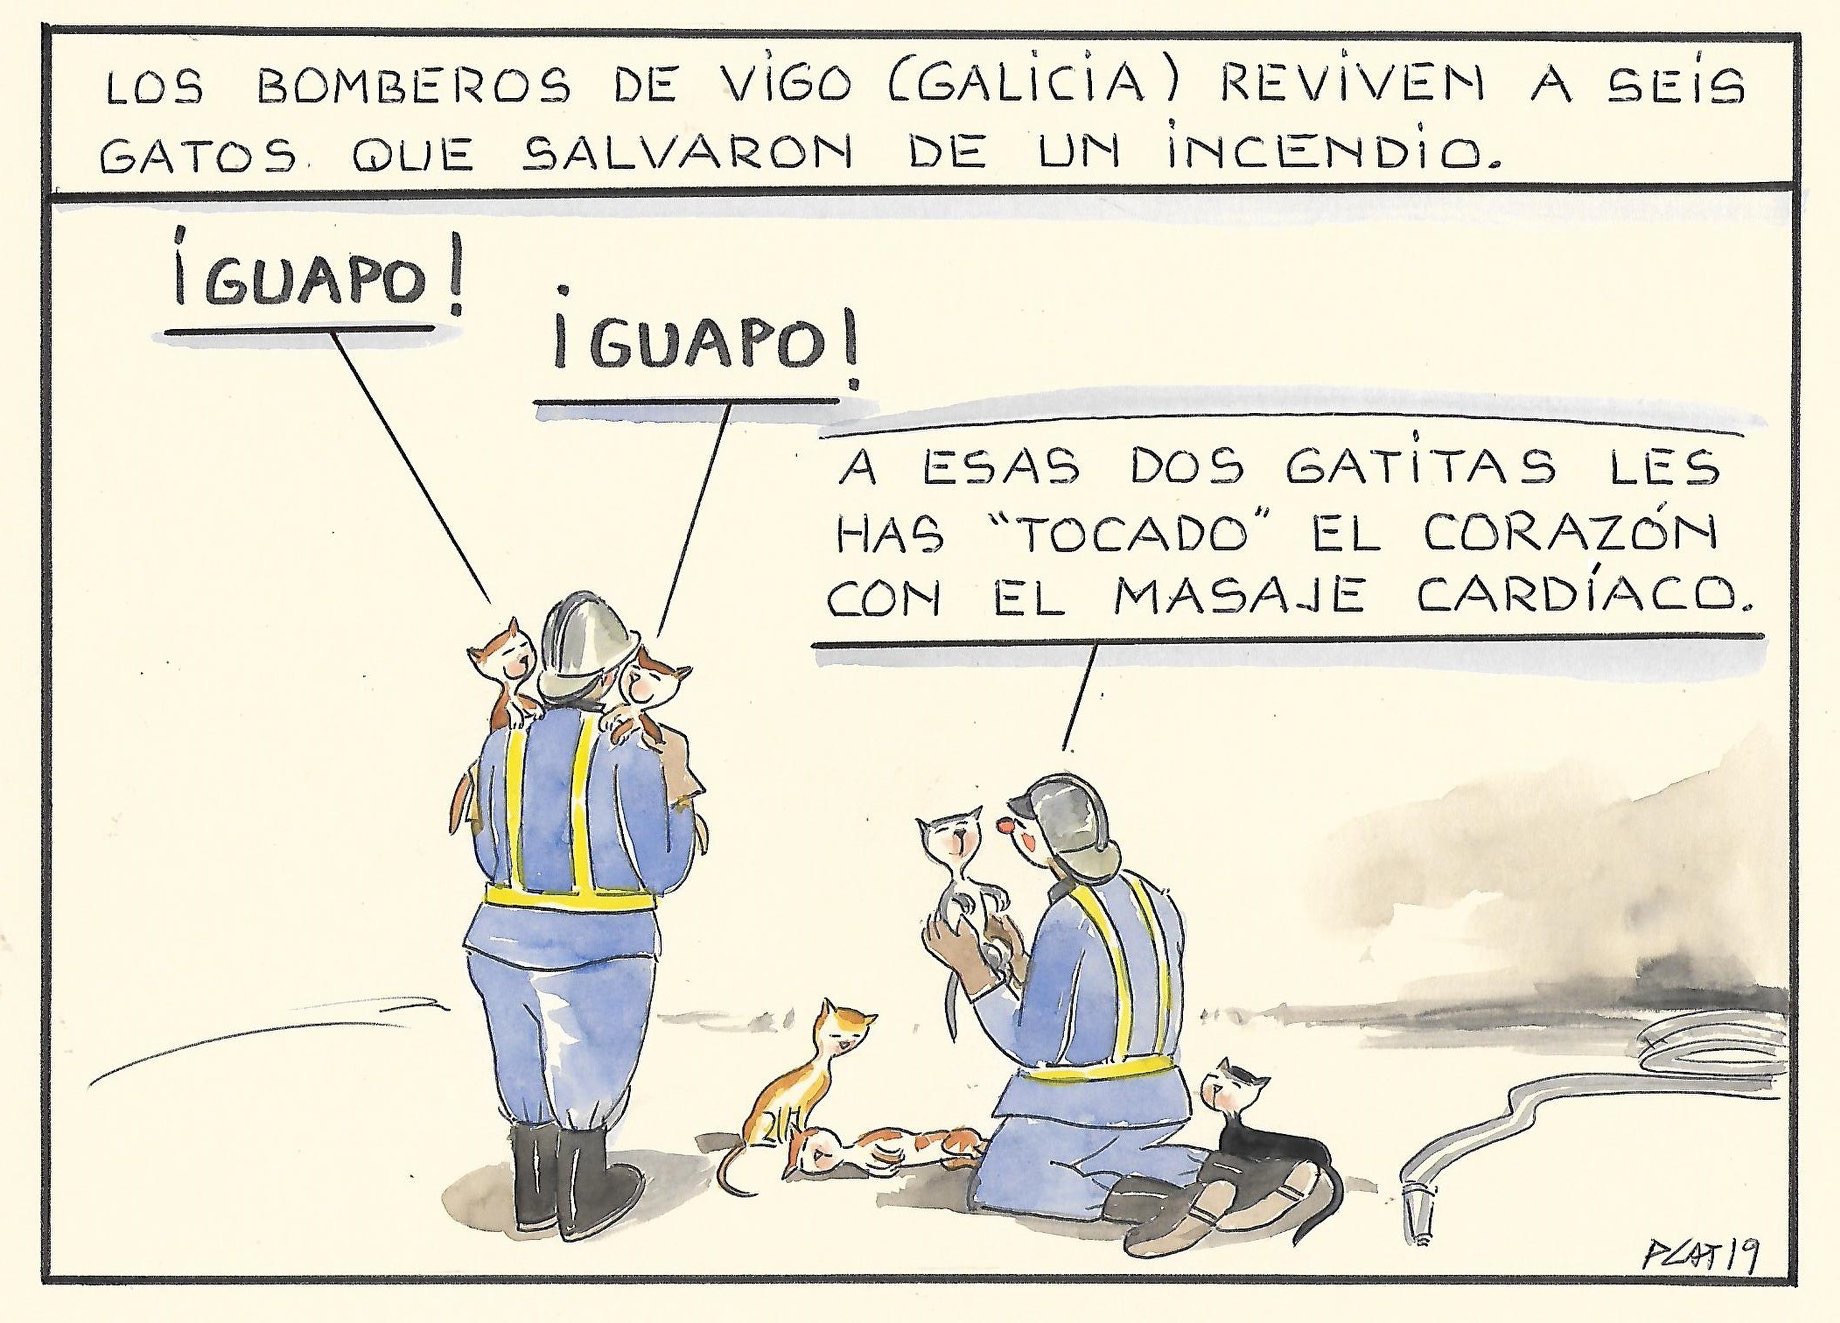 LOS BOMBEROS DE VIGO (GALICIA) REVIVEN A SEIS
GATOS QUE SALVARON DE UN INCENDIO.
¡GUAPO!
¡GUAPO!
A ESAS DOS GATITAS LES
HAS "TOCADO" EL CORAZÓN
CON EL MASAJE CARDÍACO.
PLAT19